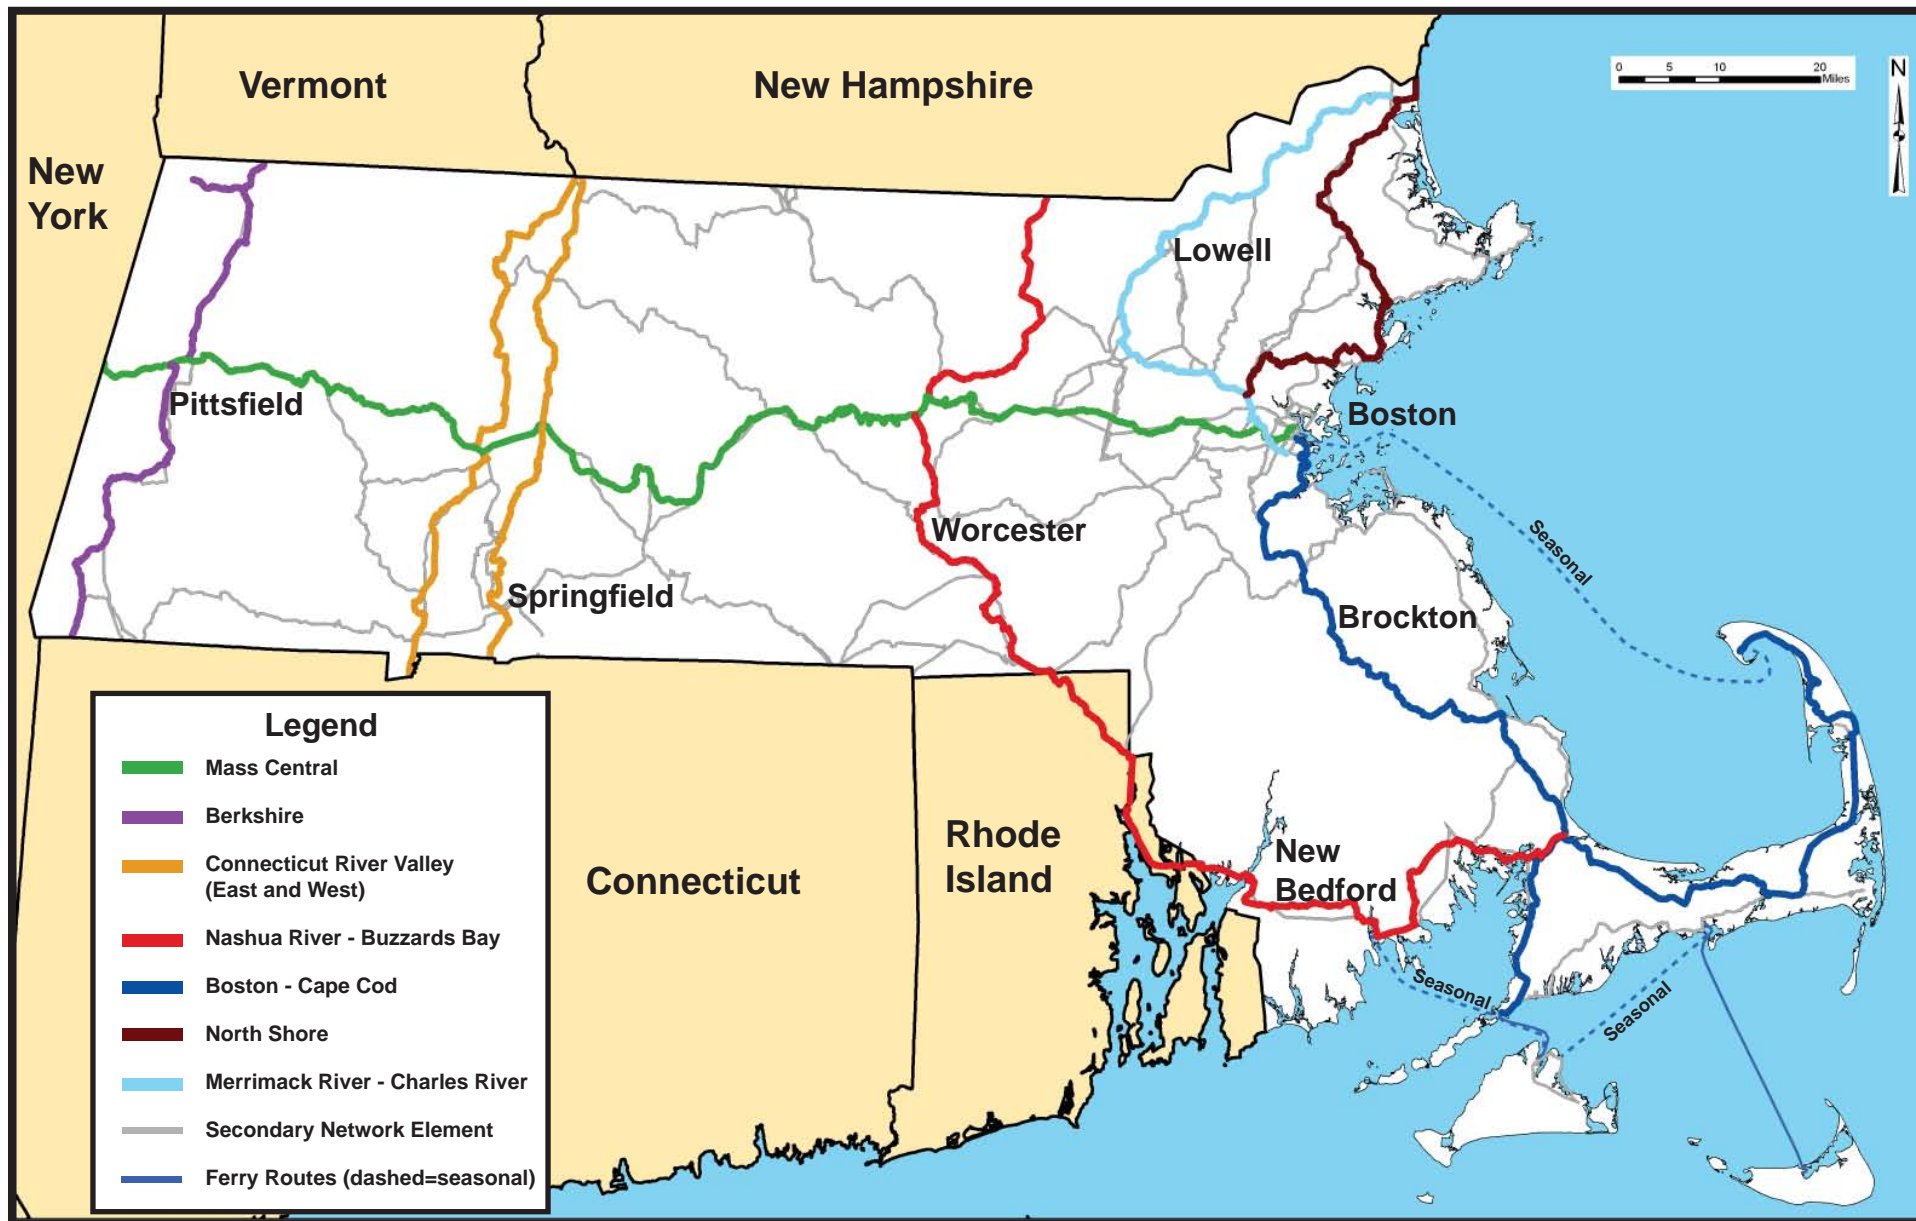 Vermont
New Hampshire
0 5 10 20
Miles
N
New
York
Lowell
Pittsfield
Boston
Worcester
Seasonal
Springfield
Brockton
Legend
Mass Central
Berkshire
Connecticut River Valley
(East and West)
Nashua River - Buzzards Bay
Boston - Cape Cod
North Shore
Merrimack River - Charles River
Secondary Network Element
Ferry Routes (dashed=seasonal)
Connecticut
Rhode
Island
New
Bedford
Seasonal
Seasonal